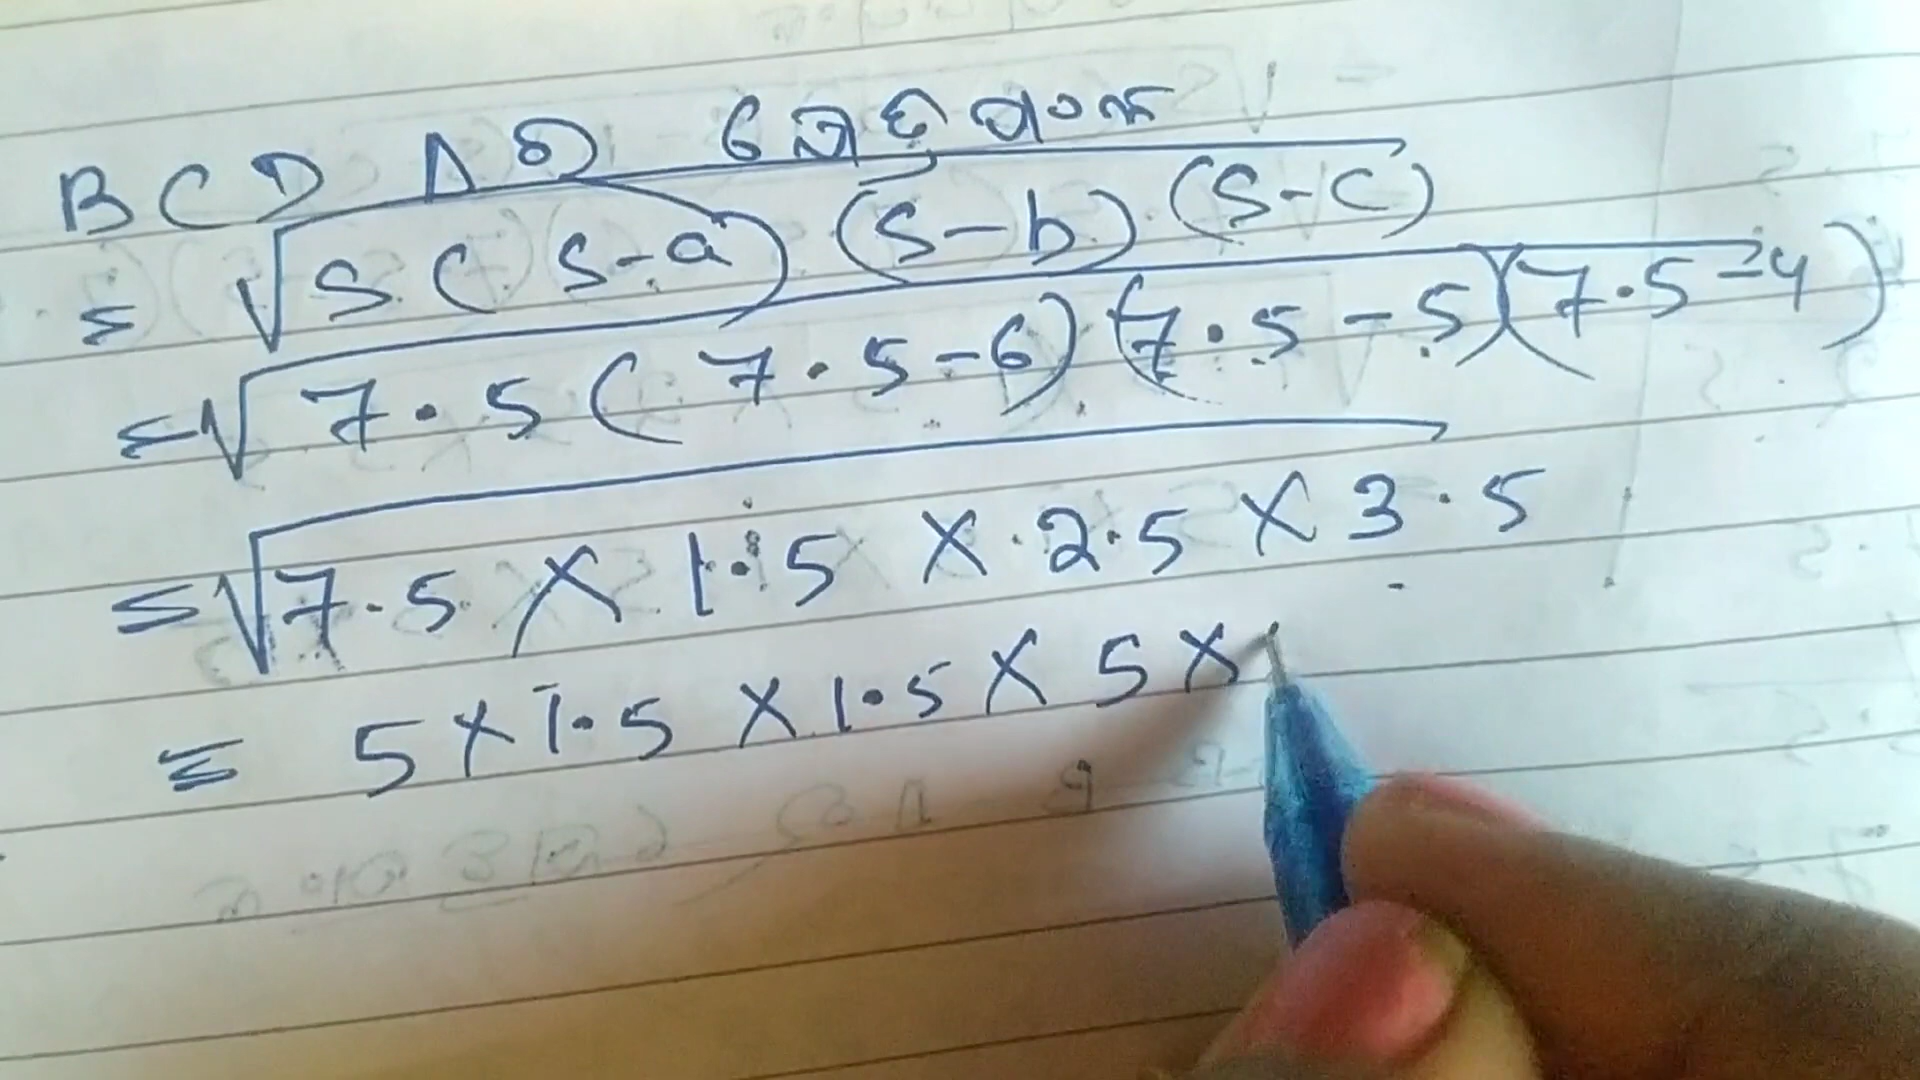 BCD Δର କ୍ଷେତ୍ରଫଳ
= √S(S-a)(S-b)(S-c)
= √7.5(7.5-6)(7.5-5)(7.5-4)
= √7.5 × 1.5 × 2.5 × 3.5
= 5 × 1.5 × 1.5 × 5 ×